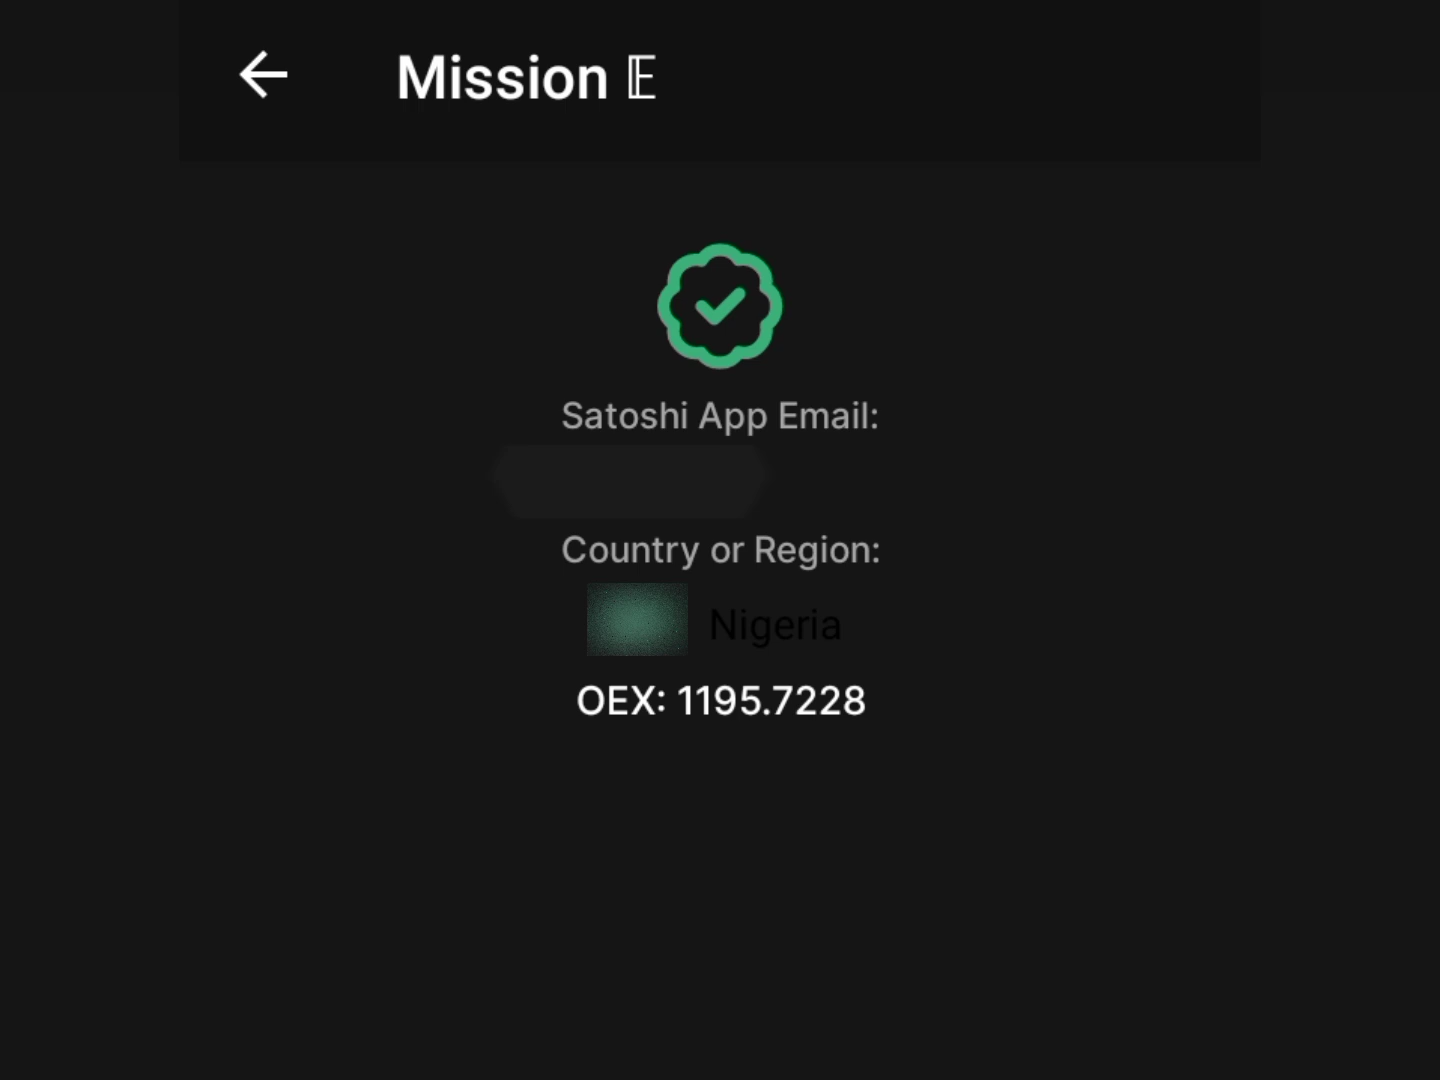 Mission 𝔼
Satoshi App Email:
Country or Region:
Nigeria
OEX: 1195.7228